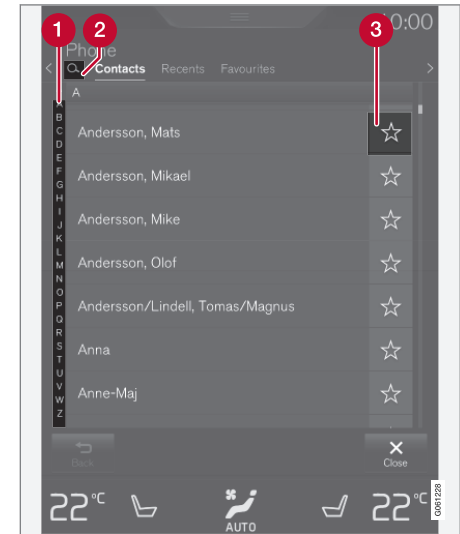 1 2 3
10:00
Phone
Contacts Recents Favourites
A
A
B
C
D
E
F
G
H
I
J
K
L
M
N
O
P
Q
R
S
T
U
V
W
Z
Andersson, Mats
Andersson, Mikael
Andersson, Mike
Andersson, Olof
Andersson/Lindell, Tomas/Magnus
Anna
Anne-Maj
Back
Close
22°C AUTO 22°C
G061228